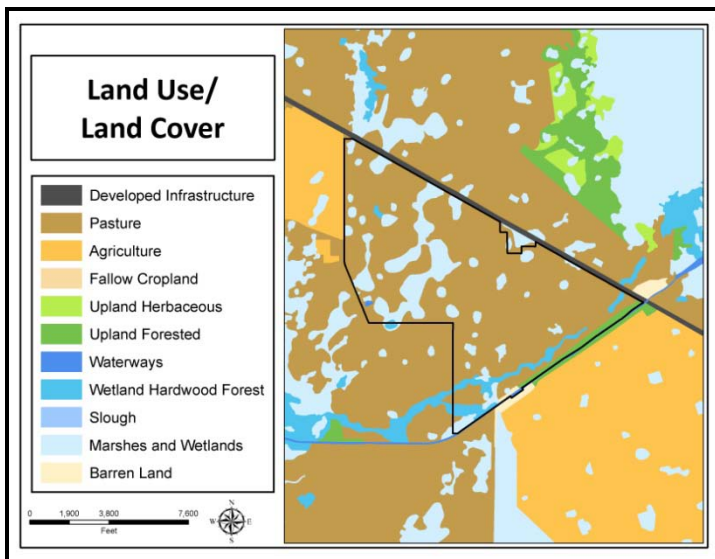 Land Use/
Land Cover
Developed Infrastructure
Pasture
Agriculture
Fallow Cropland
Upland Herbaceous
Upland Forested
Waterways
Wetland Hardwood Forest
Slough
Marshes and Wetlands
Barren Land
0 1,900 3,800 7,600
Feet
N
W E
S